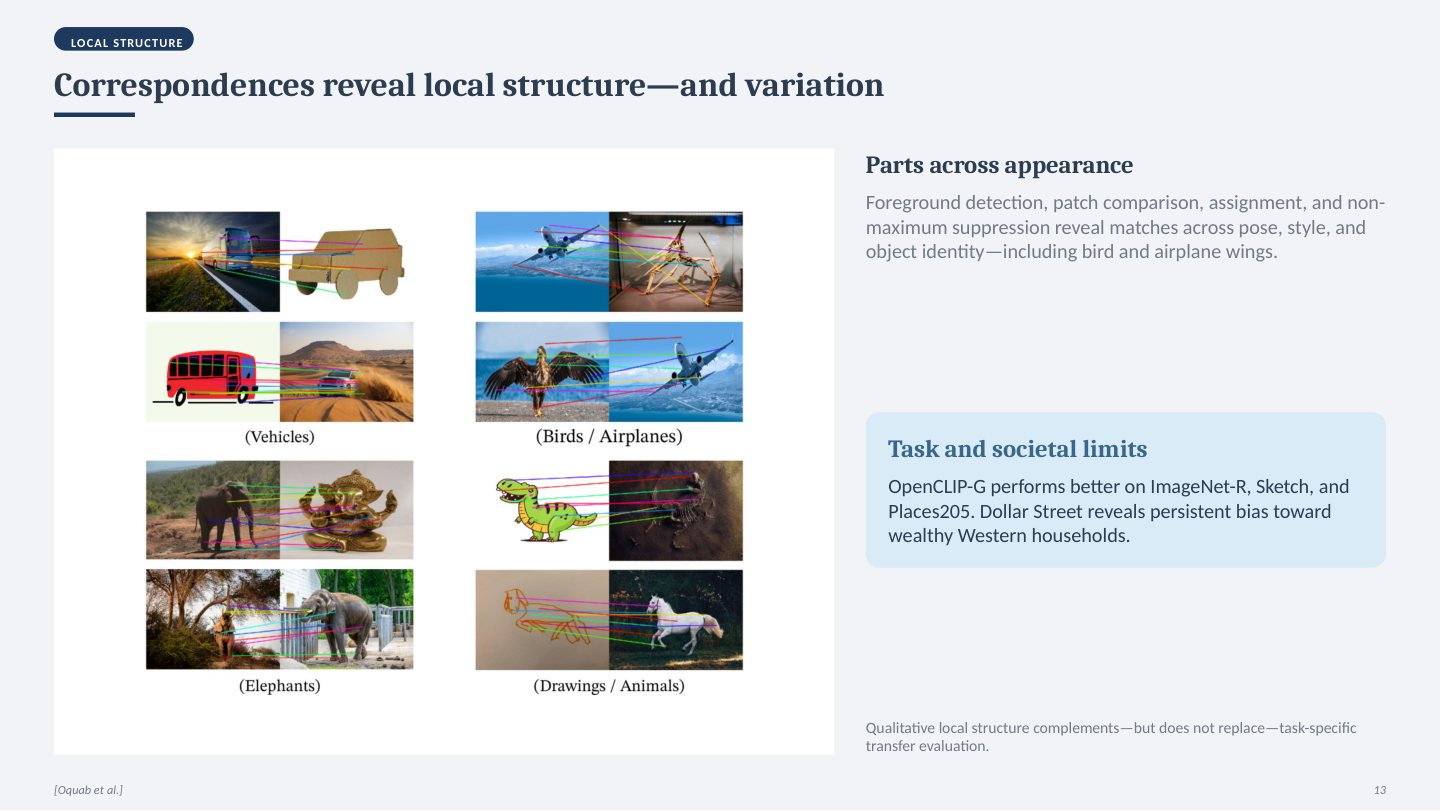 LOCAL STRUCTURE
Correspondences reveal local structure—and variation
(Vehicles)
(Birds / Airplanes)
(Elephants)
(Drawings / Animals)
Parts across appearance
Foreground detection, patch comparison, assignment, and non-
maximum suppression reveal matches across pose, style, and
object identity—including bird and airplane wings.
Task and societal limits
OpenCLIP-G performs better on ImageNet-R, Sketch, and
Places205. Dollar Street reveals persistent bias toward
wealthy Western households.
Qualitative local structure complements—but does not replace—task-specific
transfer evaluation.
[Oquab et al.]
13